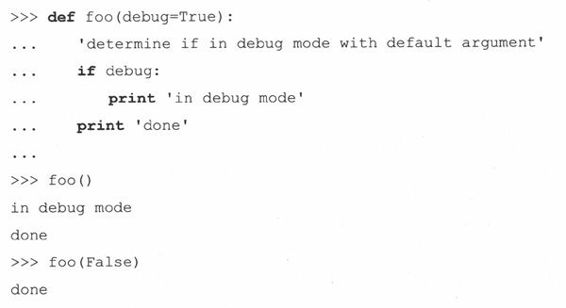 >>> def foo(debug=True):
...    'determine if in debug mode with default argument'
...    if debug:
...       print 'in debug mode'
...    print 'done'
...
>>> foo()
in debug mode
done
>>> foo(False)
done